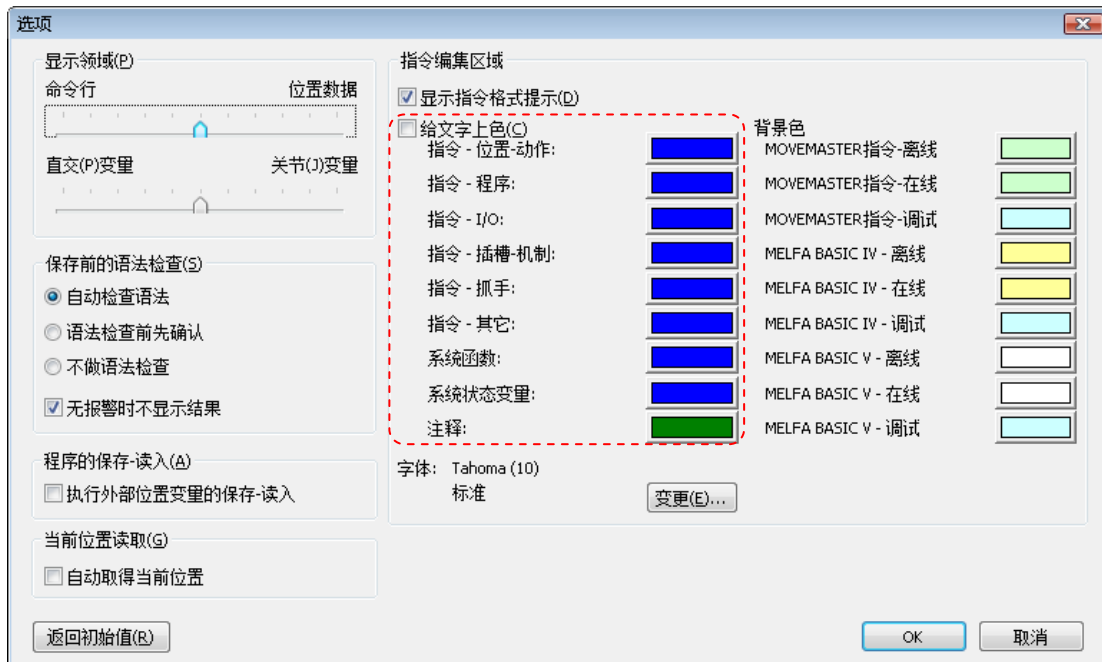 选项
显示领域(P)
命令行 位置数据
直交(P)变量 关节(J)变量
保存前的语法检查(S)
自动检查语法
语法检查前先确认
不做语法检查
无报警时不显示结果
程序的保存-读入(A)
执行外部位置变量的保存-读入
当前位置读取(G)
自动取得当前位置
返回初始值(R)
指令编辑区域
显示指令格式提示(D)
给文字上色(C)
指令 - 位置-动作:
指令 - 程序:
指令 - I/O:
指令 - 插槽-机制:
指令 - 抓手:
指令 - 其它:
系统函数:
系统状态变量:
注释:
背景色
MOVEMASTER指令-离线
MOVEMASTER指令-在线
MOVEMASTER指令-调试
MELFA BASIC IV - 离线
MELFA BASIC IV - 在线
MELFA BASIC IV - 调试
MELFA BASIC V - 离线
MELFA BASIC V - 在线
MELFA BASIC V - 调试
字体: Tahoma (10)
标准
变更(E)...
OK
取消